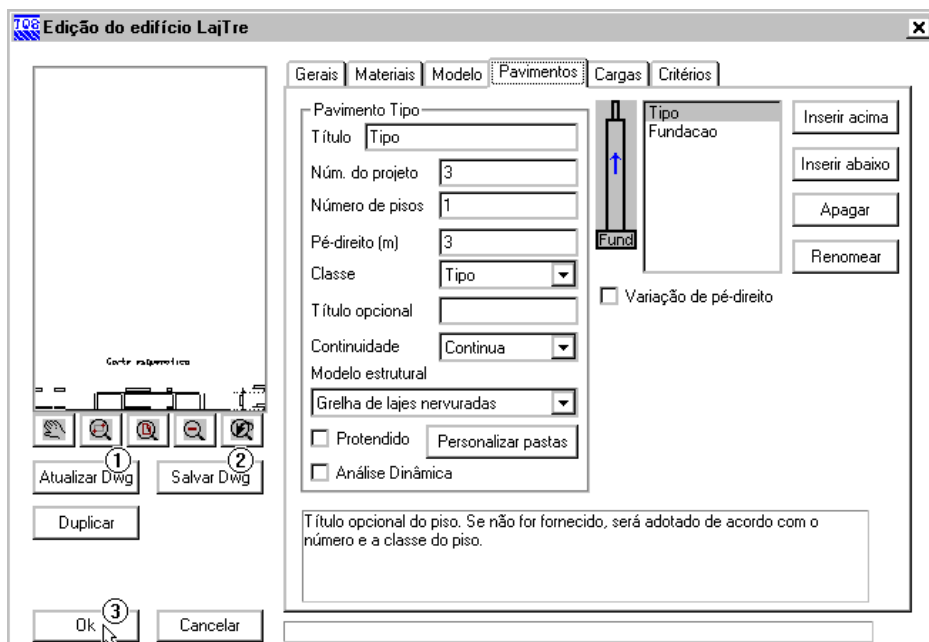 TQS Edição do edifício LajTre
Gerais Materiais Modelo Pavimentos Cargas Critérios
Pavimento Tipo
Título Tipo
Núm. do projeto 3
Número de pisos 1
Pé-direito (m) 3
Classe Tipo
Título opcional
Continuidade Continua
Modelo estrutural
Grelha de lajes nervuradas
Protendido Personalizar pastas
Análise Dinâmica
Fund
Tipo
Fundacao
Inserir acima
Inserir abaixo
Apagar
Renomear
Variação de pé-direito
Corte esquematico
1 2
Atualizar Dwg Salvar Dwg
Duplicar
Título opcional do piso. Se não for fornecido, será adotado de acordo com o
número e a classe do piso.
3
Ok Cancelar